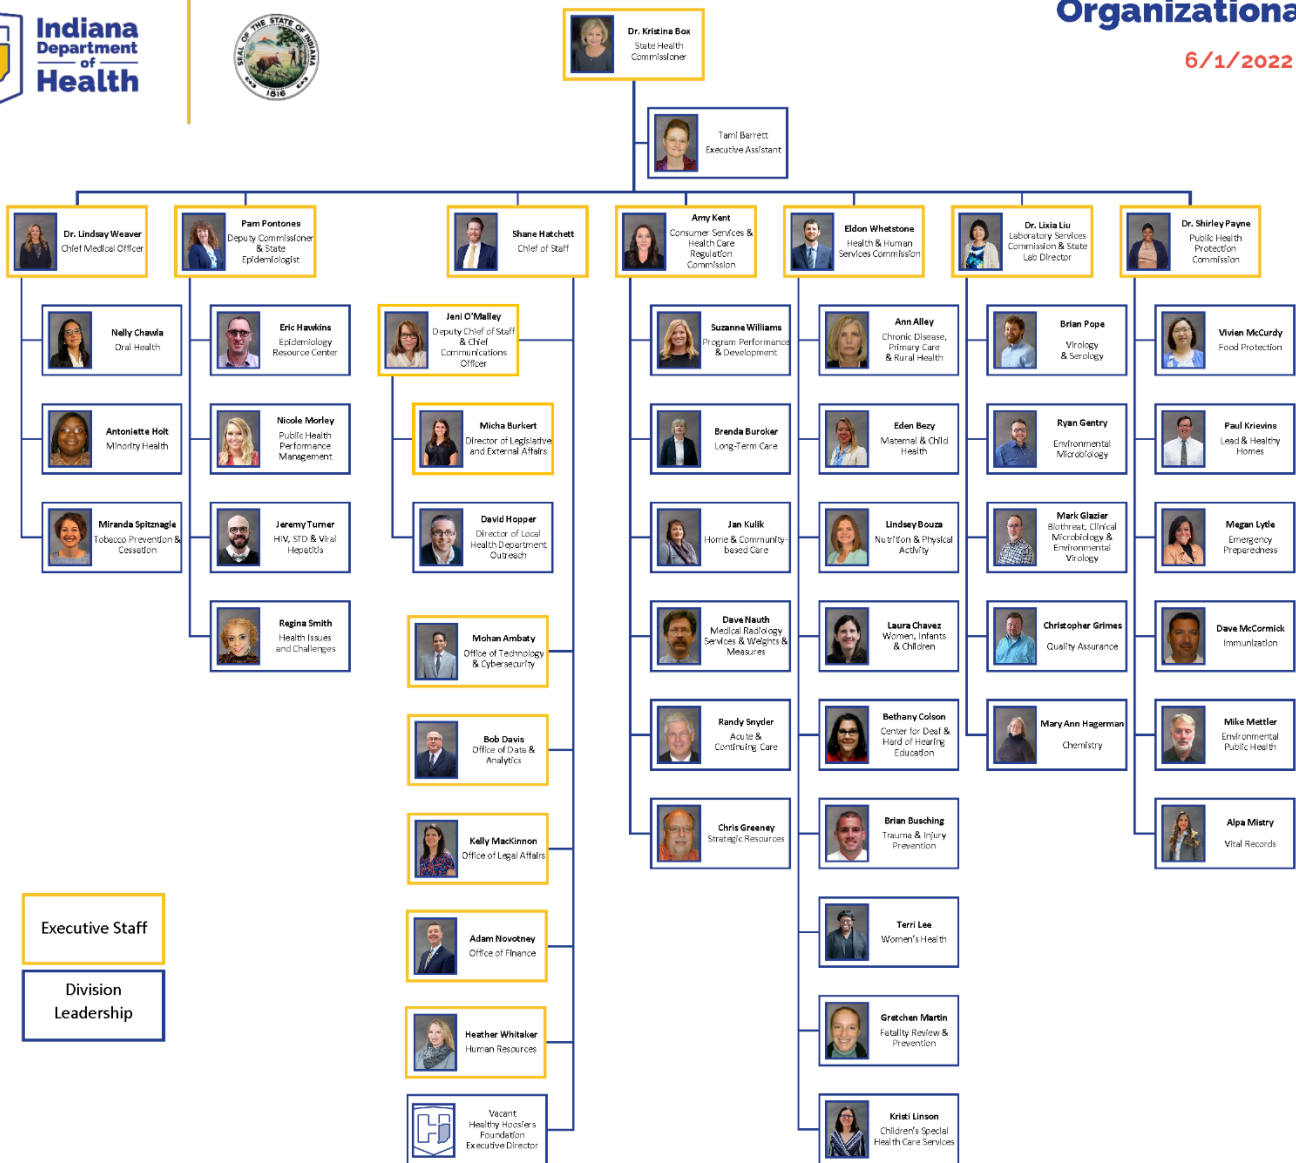 Indiana
Department
of
Health
SEAL OF THE STATE OF INDIANA
1816
Organizationa
6/1/2022
Dr. Kristina Box
State Health
Commissioner
Tami Barrett
Executive Assistant
Dr. Lindsay Weaver
Chief Medical Officer
Pam Pontones
Deputy Commissioner
& State
Epidemiologist
Shane Hatchett
Chief of Staff
Amy Kent
Consumer Services &
Health Care
Regulation
Commission
Eldon Whetstone
Health & Human
Services Commission
Dr. Lixia Liu
Laboratory Services
Commission & State
Lab Director
Dr. Shirley Payne
Public Health
Protection
Commission
Nelly Chawla
Oral Health
Antoniette Holt
Minority Health
Miranda Spitznagle
Tobacco Prevention &
Cessation
Eric Hawkins
Epidemiology
Resource Center
Nicole Morley
Public Health
Performance
Management
Jeremy Turner
HIV, STD & Viral
Hepatitis
Regina Smith
Health Issues
and Challenges
Jeni O'Malley
Deputy Chief of Staff
& Chief
Communications
Officer
Micha Burkert
Director of Legislative
and External Affairs
David Hopper
Director of Local
Health Department
Outreach
Mohan Ambaty
Office of Technology
& Cybersecurity
Bob Davis
Office of Data &
Analytics
Kelly MacKinnon
Office of Legal Affairs
Adam Novotney
Office of Finance
Heather Whitaker
Human Resources
Vacant
Healthy Hoosiers
Foundation
Executive Director
Suzanne Williams
Program Performance
& Development
Brenda Buroker
Long-Term Care
Jan Kulik
Home & Community-
based Care
Dave Nauth
Medical Radiology
Services & Weights &
Measures
Randy Snyder
Acute &
Continuing Care
Chris Greeney
Strategic Resources
Ann Alley
Chronic Disease,
Primary Care
& Rural Health
Eden Bezy
Maternal & Child
Health
Lindsey Bouza
Nutrition & Physical
Activity
Laura Chavez
Women, Infants
& Children
Bethany Colson
Center for Deaf &
Hard of Hearing
Education
Brian Busching
Trauma & Injury
Prevention
Terri Lee
Women's Health
Gretchen Martin
Fatality Review &
Prevention
Kristi Linson
Children's Special
Health Care Services
Brian Pope
Virology
& Serology
Ryan Gentry
Environmental
Microbiology
Mark Glazier
Biothreat, Clinical
Microbiology &
Environmental
Virology
Christopher Grimes
Quality Assurance
Mary Ann Hagerman
Chemistry
Vivien McCurdy
Food Protection
Paul Krievins
Lead & Healthy
Homes
Megan Lytle
Emergency
Preparedness
Dave McCormick
Immunization
Mike Mettler
Environmental
Public Health
Alpa Mistry
Vital Records
Executive Staff
Division
Leadership